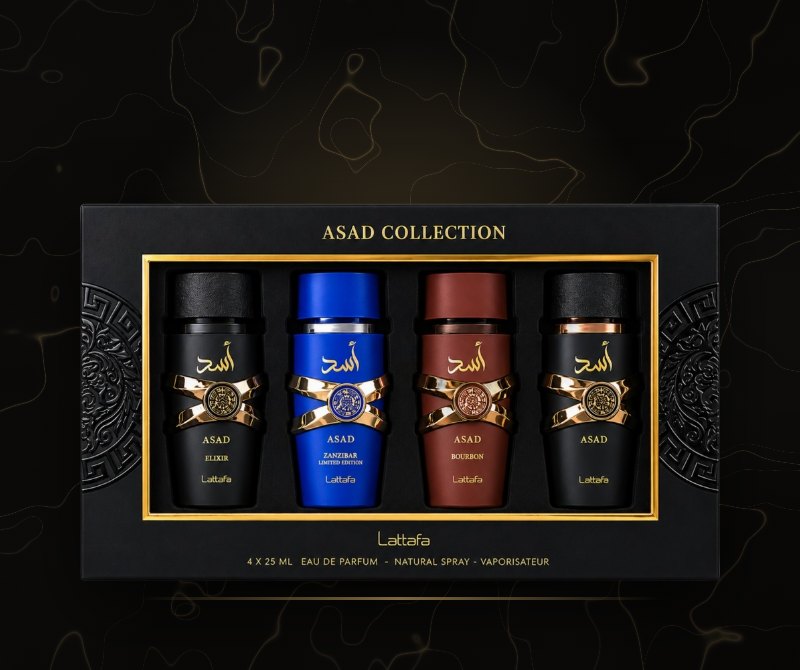 ASAD COLLECTION
أسد
ASAD
ELIXIR
Lattafa
أسد
ASAD
ZANZIBAR
LIMITED EDITION
Lattafa
أسد
ASAD
BOURBON
Lattafa
أسد
ASAD
Lattafa
Lattafa
4 X 25 ML EAU DE PARFUM - NATURAL SPRAY - VAPORISATEUR